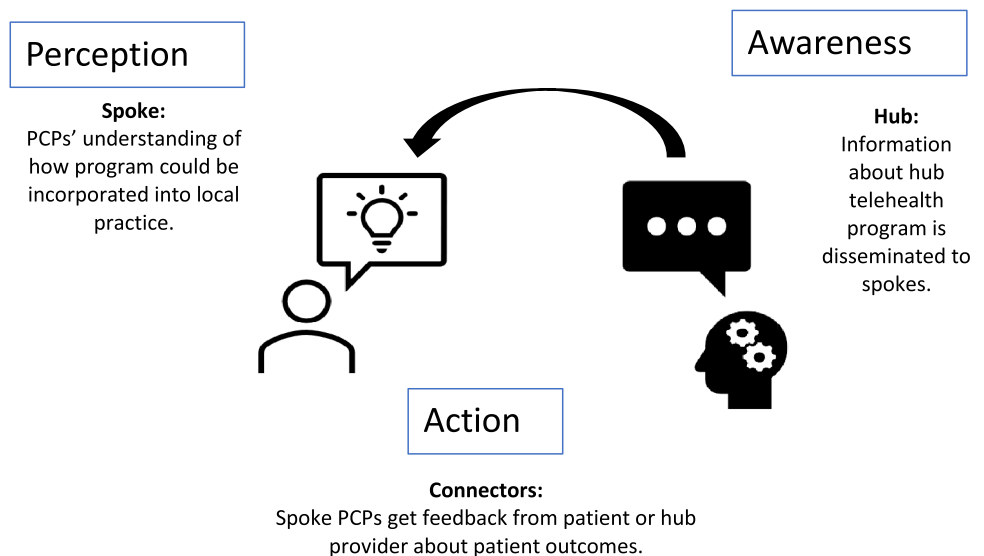 Perception
Spoke:
PCPs’ understanding of
how program could be
incorporated into local
practice.
Awareness
Hub:
Information
about hub
telehealth
program is
disseminated to
spokes.
Action
Connectors:
Spoke PCPs get feedback from patient or hub
provider about patient outcomes.